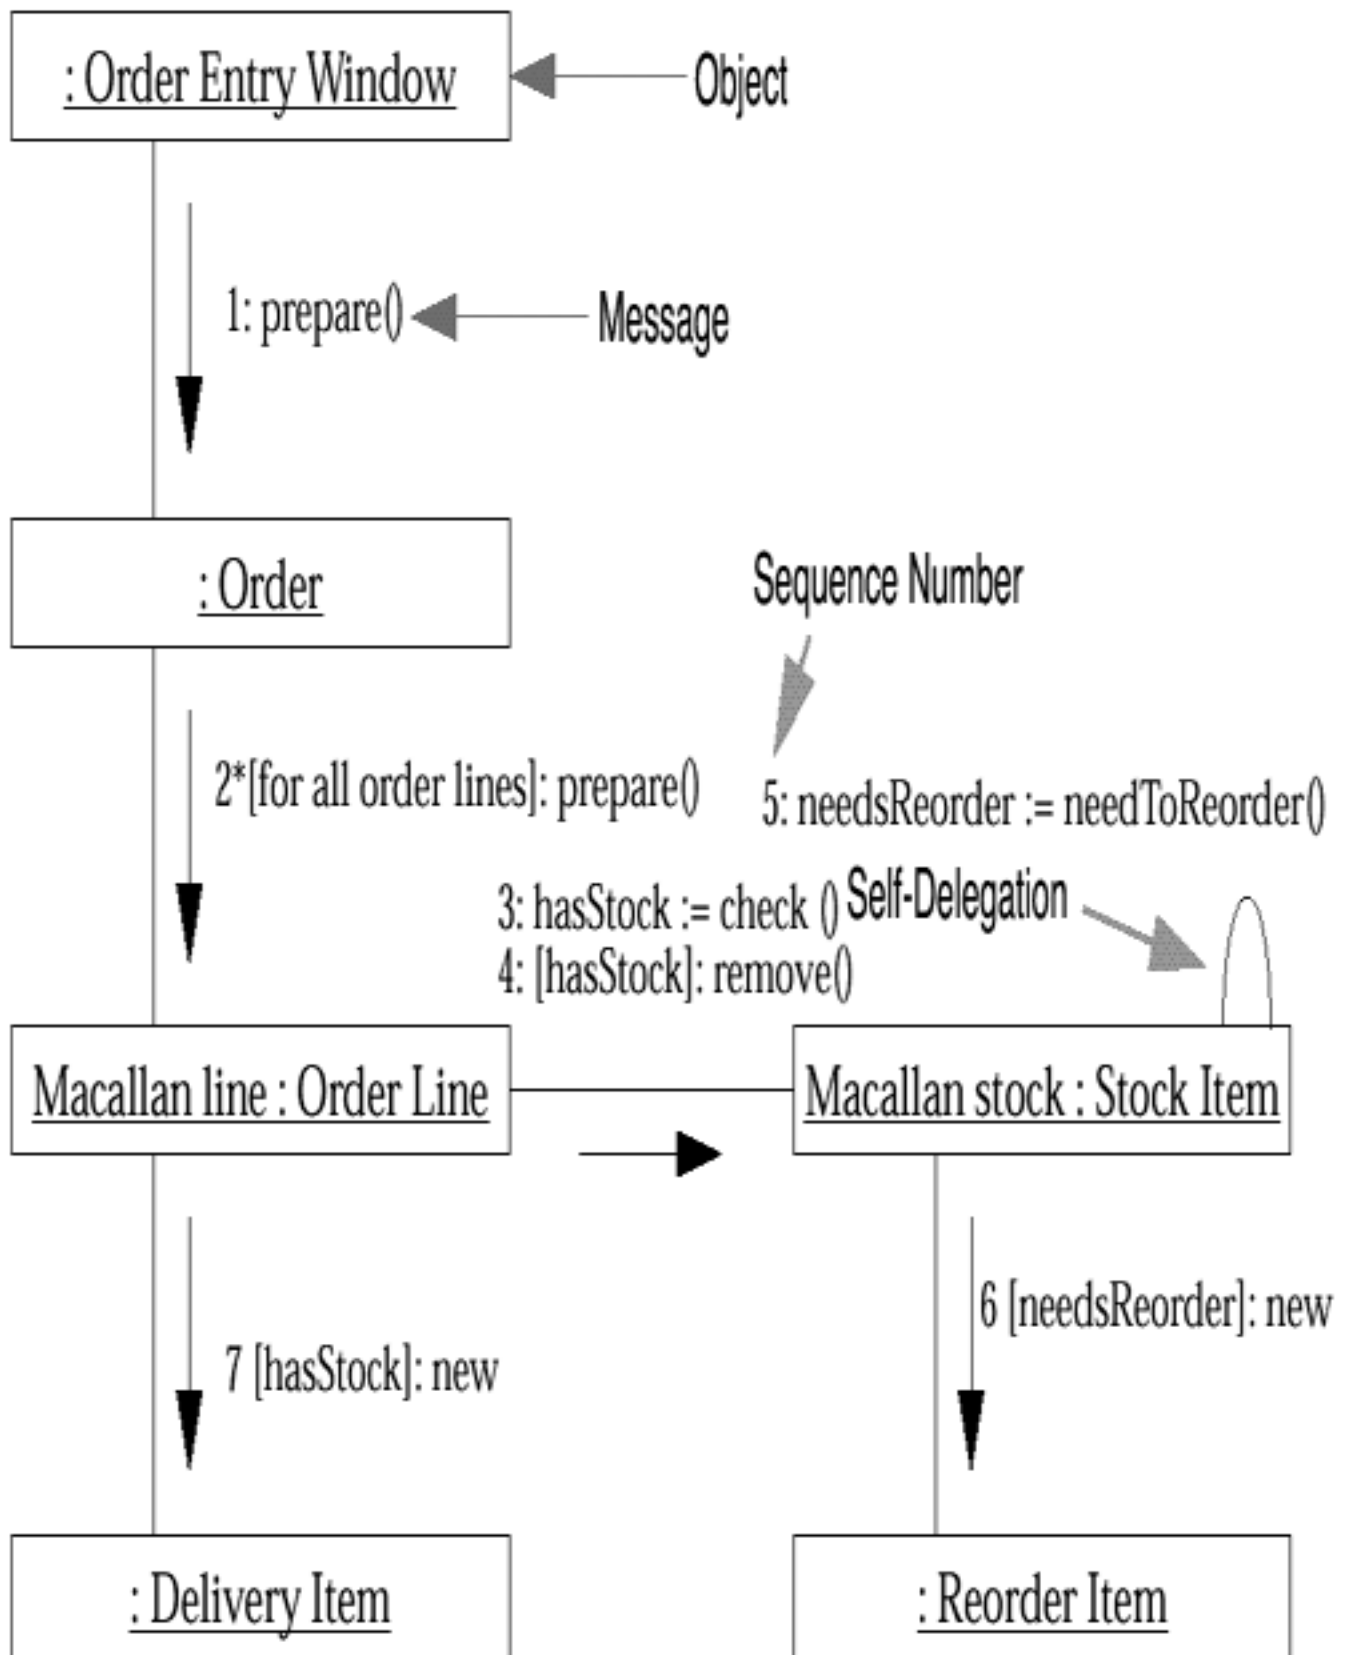 : Order Entry Window
Object
1: prepare()
Message
: Order
Sequence Number
2*[for all order lines]: prepare()
5: needsReorder := needToReorder()
3: hasStock := check ()
Self-Delegation
4: [hasStock]: remove()
Macallan line : Order Line
Macallan stock : Stock Item
6 [needsReorder]: new
7 [hasStock]: new
: Delivery Item
: Reorder Item